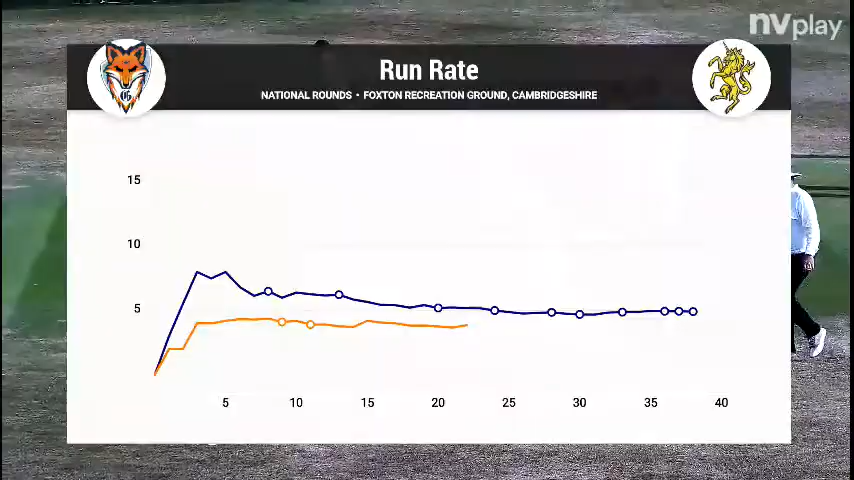 nvplay
Run Rate
NATIONAL ROUNDS • FOXTON RECREATION GROUND, CAMBRIDGESHIRE
15
10
5
5 10 15 20 25 30 35 40